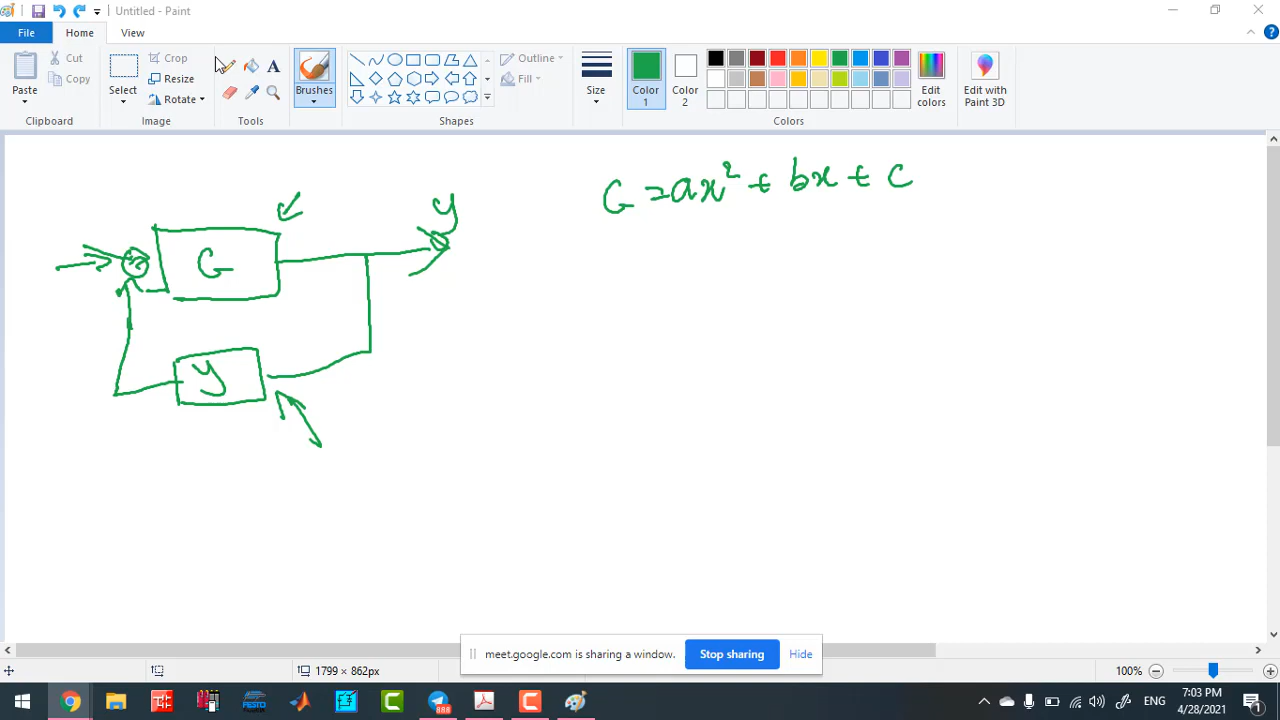 Untitled - Paint
File Home View
Paste Cut Copy Clipboard
Select Crop Resize Rotate Image
A Tools
Brushes
Shapes Outline Fill
Size
Color 1 Color 2 Colors
Edit colors
Edit with Paint 3D
G = ax² + bx + c
y
G
y
meet.google.com is sharing a window. Stop sharing Hide
1799 × 862px 100%
ENG 7:03 PM 4/28/2021